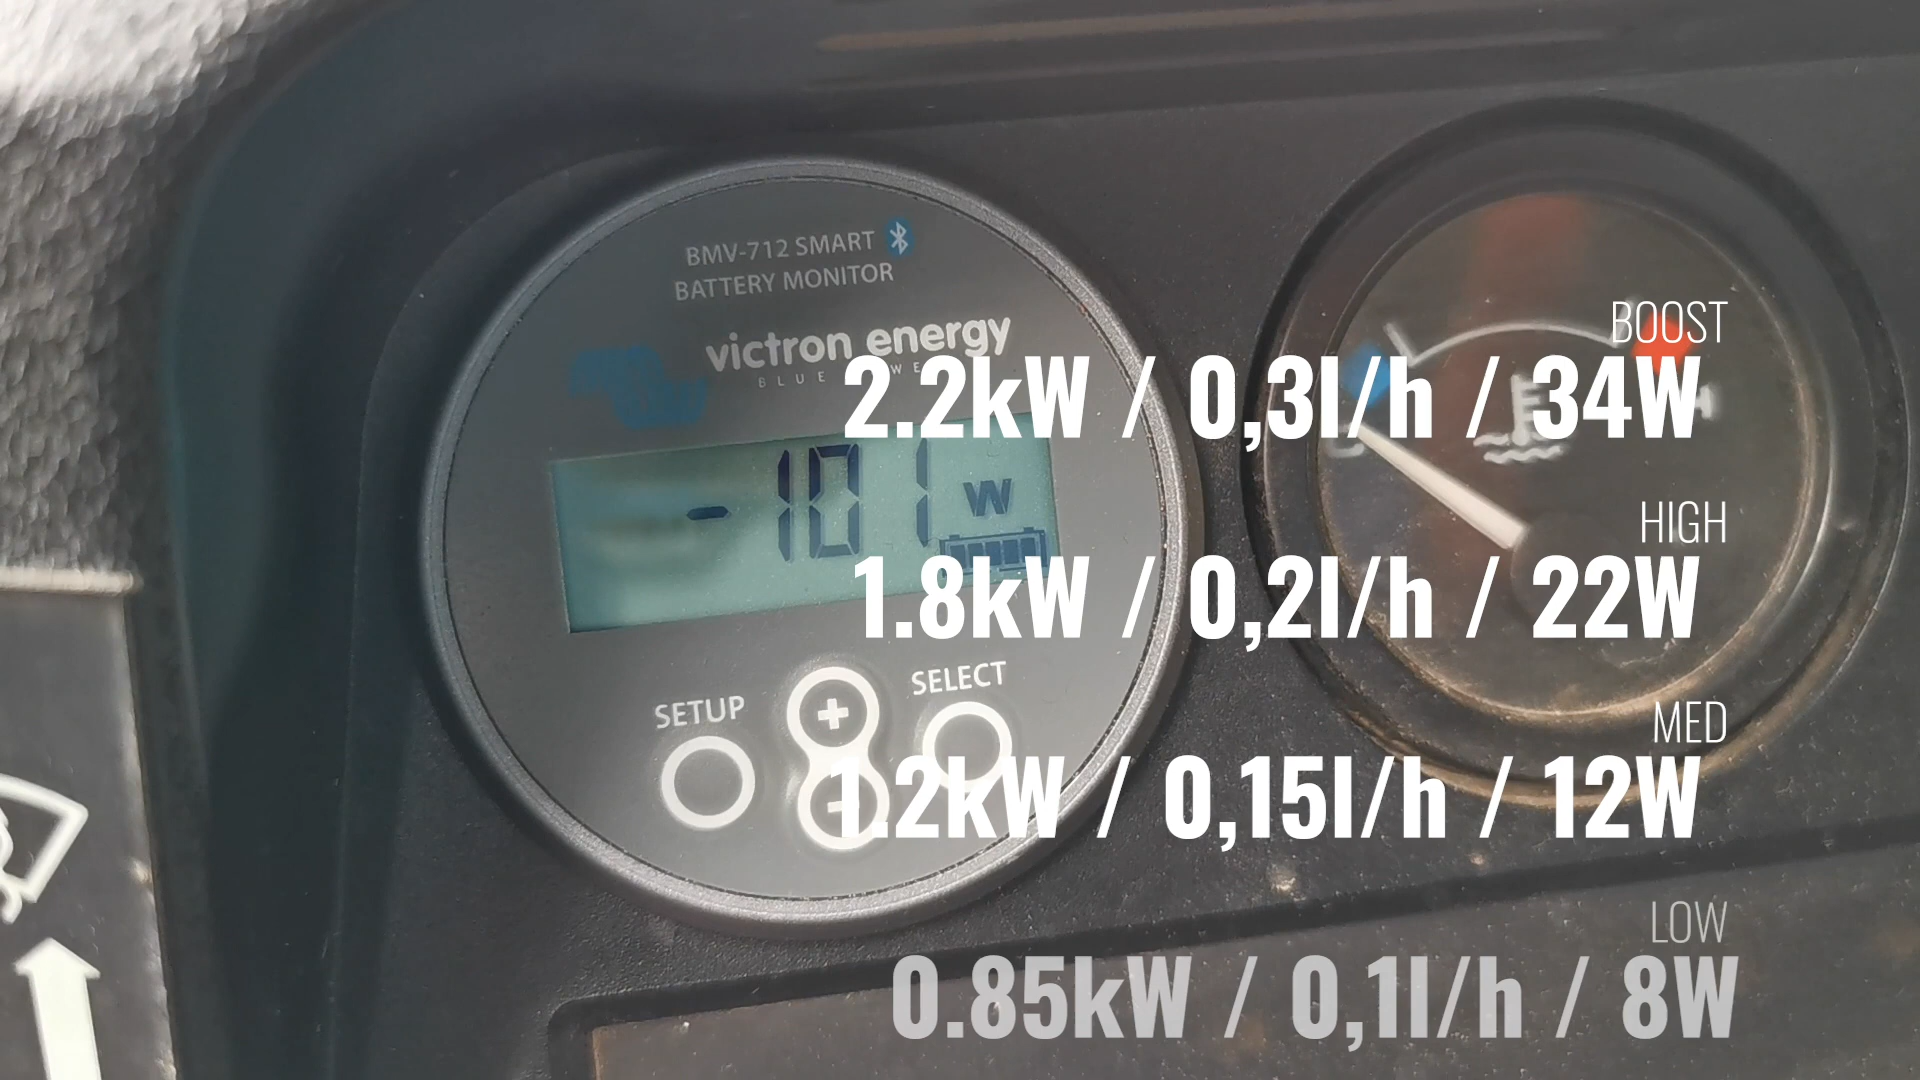 BMV-712 SMART
BATTERY MONITOR
victron energy
BLUE
BOOST
2.2kW / 0,3l/h / 34W
-101 W
HIGH
1.8kW / 0,2l/h / 22W
SETUP + SELECT
-
MED
1.2kW / 0,15l/h / 12W
LOW
0.85kW / 0,1l/h / 8W